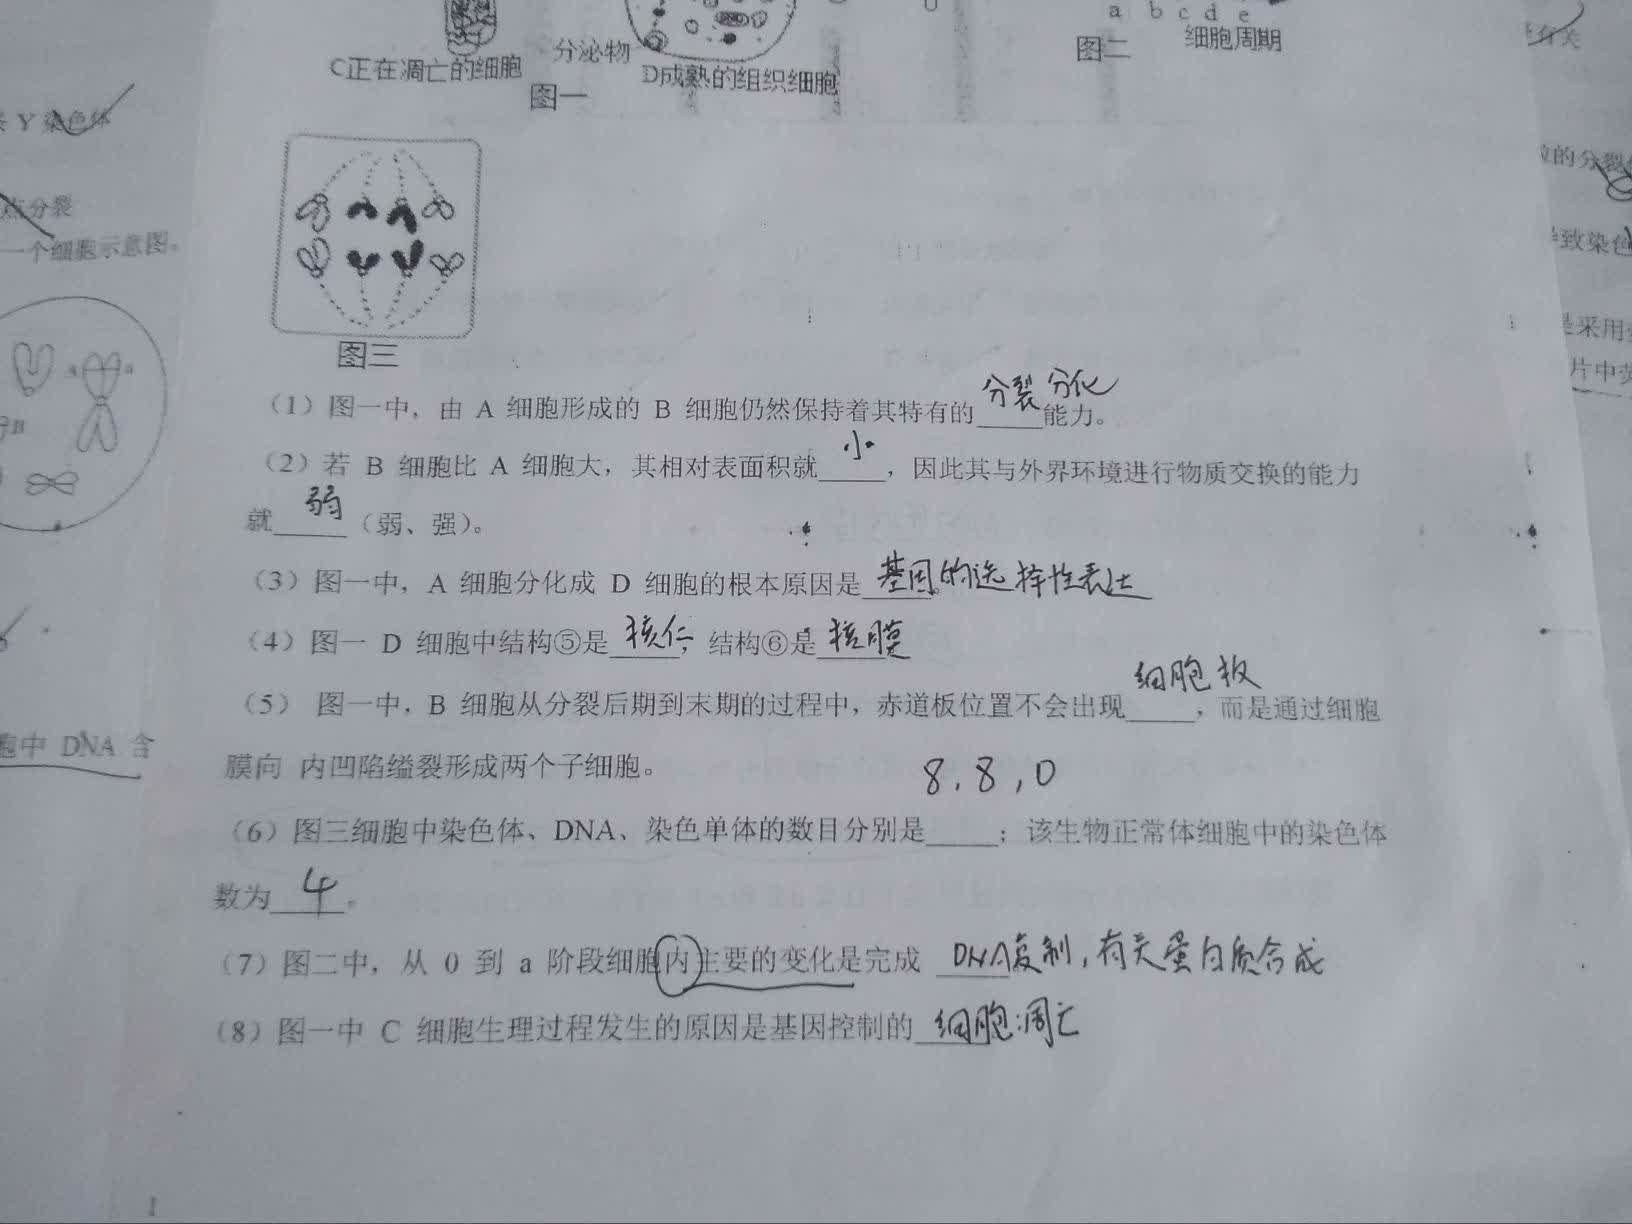 a b c d e
细胞周期
图二
C正在凋亡的细胞
分泌物
D成熟的组织细胞
图一
Y 染色体
点分裂
一个细胞示意图。
胞中 DNA 含
图三
(1) 图一中，由 A 细胞形成的 B 细胞仍然保持着其特有的分裂分化能力。
(2) 若 B 细胞比 A 细胞大，其相对表面积就小，因此其与外界环境进行物质交换的能力
就弱（弱、强）。
(3) 图一中，A 细胞分化成 D 细胞的根本原因是基因的选择性表达。
(4) 图一 D 细胞中结构⑤是核仁，结构⑥是核膜
(5) 图一中，B 细胞从分裂后期到末期的过程中，赤道板位置不会出现细胞板，而是通过细胞
膜向 内凹陷缢裂形成两个子细胞。
(6) 图三细胞中染色体、DNA、染色单体的数目分别是8,8,0；该生物正常体细胞中的染色体
数为4。
(7) 图二中，从 0 到 a 阶段细胞内主要的变化是完成 DNA复制,有关蛋白质合成
(8) 图一中 C 细胞生理过程发生的原因是基因控制的细胞凋亡
有关
的分裂
导致染色
是采用
片中荧
1